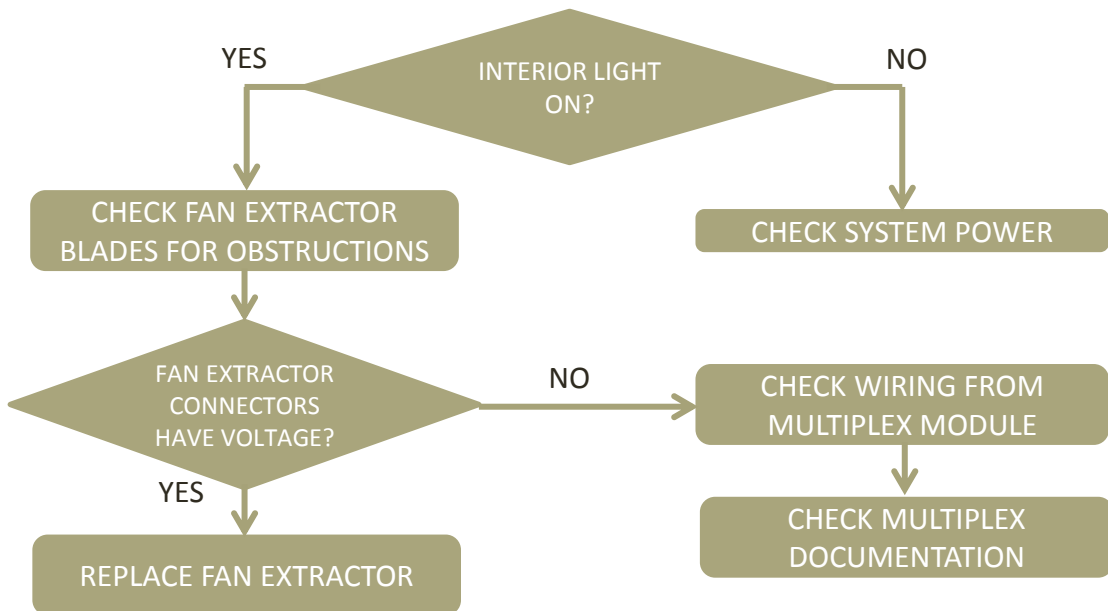 YES
INTERIOR LIGHT
ON?
NO
CHECK FAN EXTRACTOR
BLADES FOR OBSTRUCTIONS
CHECK SYSTEM POWER
FAN EXTRACTOR
CONNECTORS
HAVE VOLTAGE?
NO
CHECK WIRING FROM
MULTIPLEX MODULE
YES
CHECK MULTIPLEX
DOCUMENTATION
REPLACE FAN EXTRACTOR